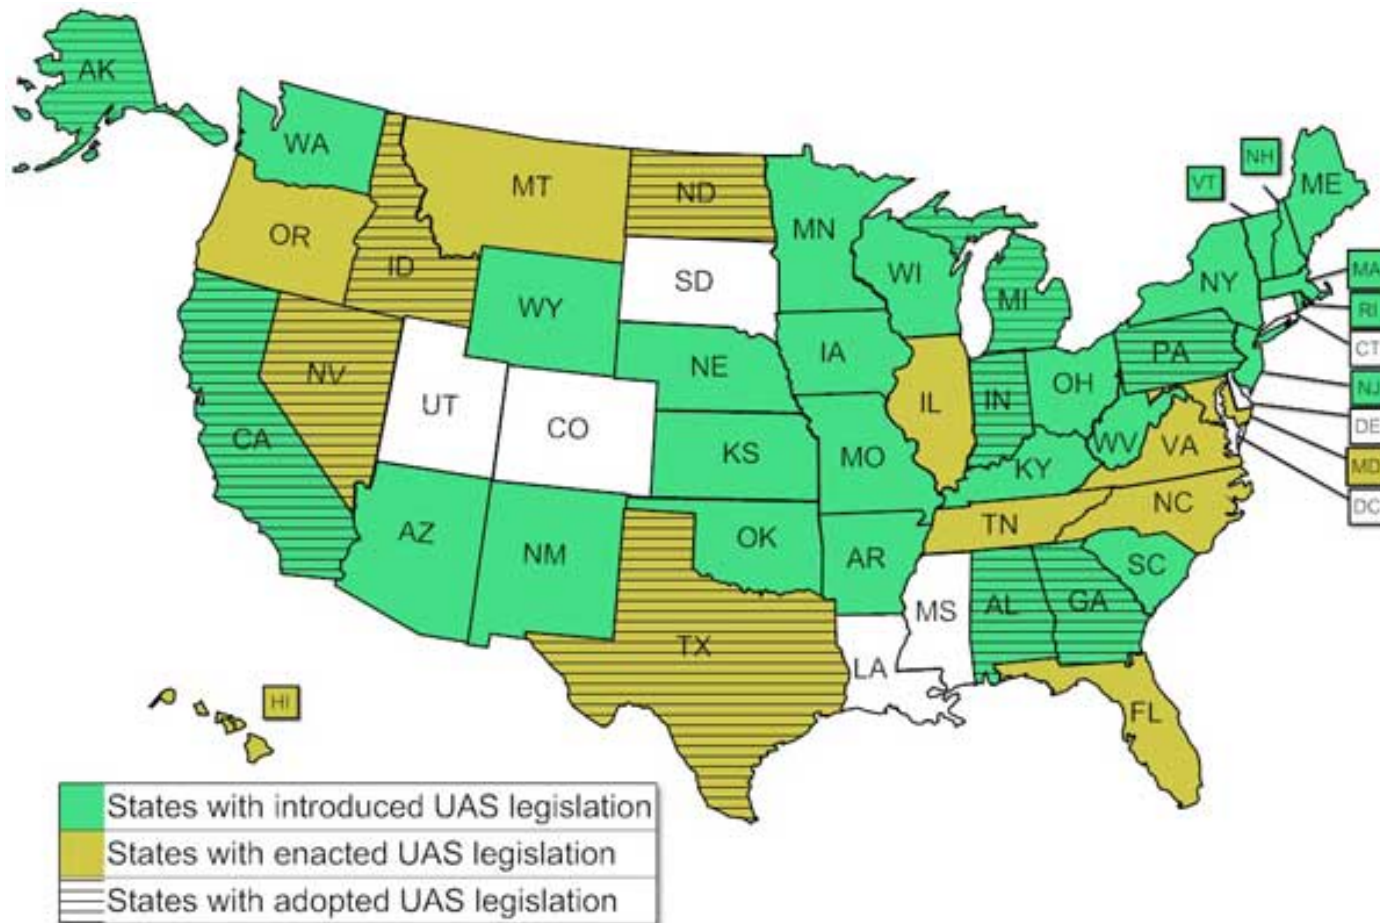 AK
WA
MT
ND
MN
NH
VT
ME
OR
ID
SD
WI
MI
NY
MA
WY
RI
NE
IA
PA
CT
NV
UT
CO
IL
IN
OH
NJ
CA
KS
MO
KY
WV
VA
DE
MD
AZ
NM
OK
AR
TN
NC
DC
MS
AL
GA
SC
TX
LA
FL
HI
States with introduced UAS legislation
States with enacted UAS legislation
States with adopted UAS legislation